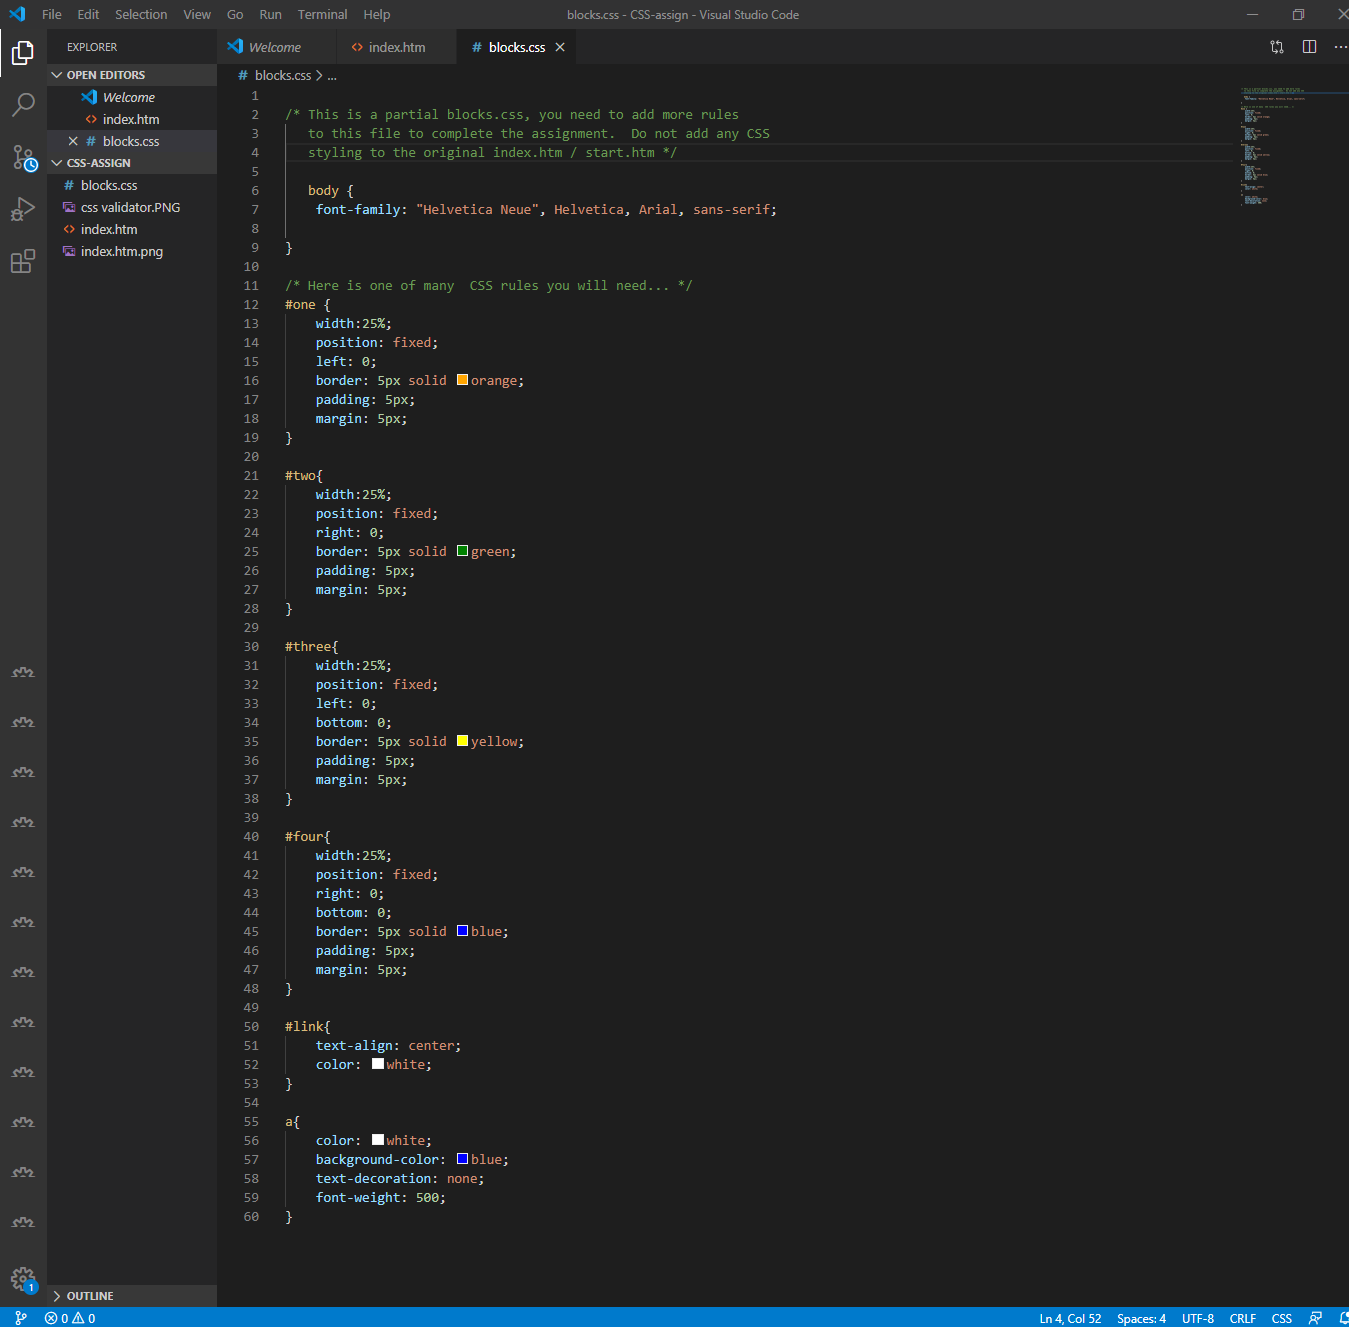 File Edit Selection View Go Run Terminal Help blocks.css - CSS-assign - Visual Studio Code
EXPLORER
OPEN EDITORS
Welcome
index.htm
blocks.css
CSS-ASSIGN
blocks.css
css validator.PNG
index.htm
index.htm.png
OUTLINE
Welcome index.htm # blocks.css
# blocks.css > ...
1
2 /* This is a partial blocks.css, you need to add more rules
3 to this file to complete the assignment.  Do not add any CSS
4 styling to the original index.htm / start.htm */
5
6 body {
7 font-family: "Helvetica Neue", Helvetica, Arial, sans-serif;
8
9 }
10
11 /* Here is one of many  CSS rules you will need... */
12 #one {
13 width:25%;
14 position: fixed;
15 left: 0;
16 border: 5px solid orange;
17 padding: 5px;
18 margin: 5px;
19 }
20
21 #two{
22 width:25%;
23 position: fixed;
24 right: 0;
25 border: 5px solid green;
26 padding: 5px;
27 margin: 5px;
28 }
29
30 #three{
31 width:25%;
32 position: fixed;
33 left: 0;
34 bottom: 0;
35 border: 5px solid yellow;
36 padding: 5px;
37 margin: 5px;
38 }
39
40 #four{
41 width:25%;
42 position: fixed;
43 right: 0;
44 bottom: 0;
45 border: 5px solid blue;
46 padding: 5px;
47 margin: 5px;
48 }
49
50 #link{
51 text-align: center;
52 color: white;
53 }
54
55 a{
56 color: white;
57 background-color: blue;
58 text-decoration: none;
59 font-weight: 500;
60 }
1
0 0 Ln 4, Col 52 Spaces: 4 UTF-8 CRLF CSS